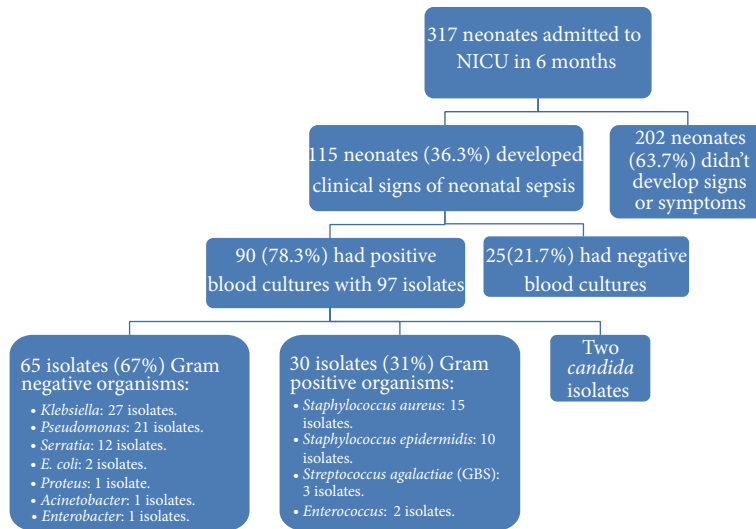 317 neonates admitted to
NICU in 6 months
115 neonates (36.3%) developed
clinical signs of neonatal sepsis
202 neonates
(63.7%) didn't
develop signs
or symptoms
90 (78.3%) had positive
blood cultures with 97 isolates
25(21.7%) had negative
blood cultures
65 isolates (67%) Gram
negative organisms:
• Klebsiella: 27 isolates.
• Pseudomonas: 21 isolates.
• Serratia: 12 isolates.
• E. coli: 2 isolates.
• Proteus: 1 isolate.
• Acinetobacter: 1 isolates.
• Enterobacter: 1 isolates.
30 isolates (31%) Gram
positive organisms:
• Staphylococcus aureus: 15
isolates.
• Staphylococcus epidermidis: 10
isolates.
• Streptococcus agalactiae (GBS):
3 isolates.
• Enterococcus: 2 isolates.
Two
candida
isolates